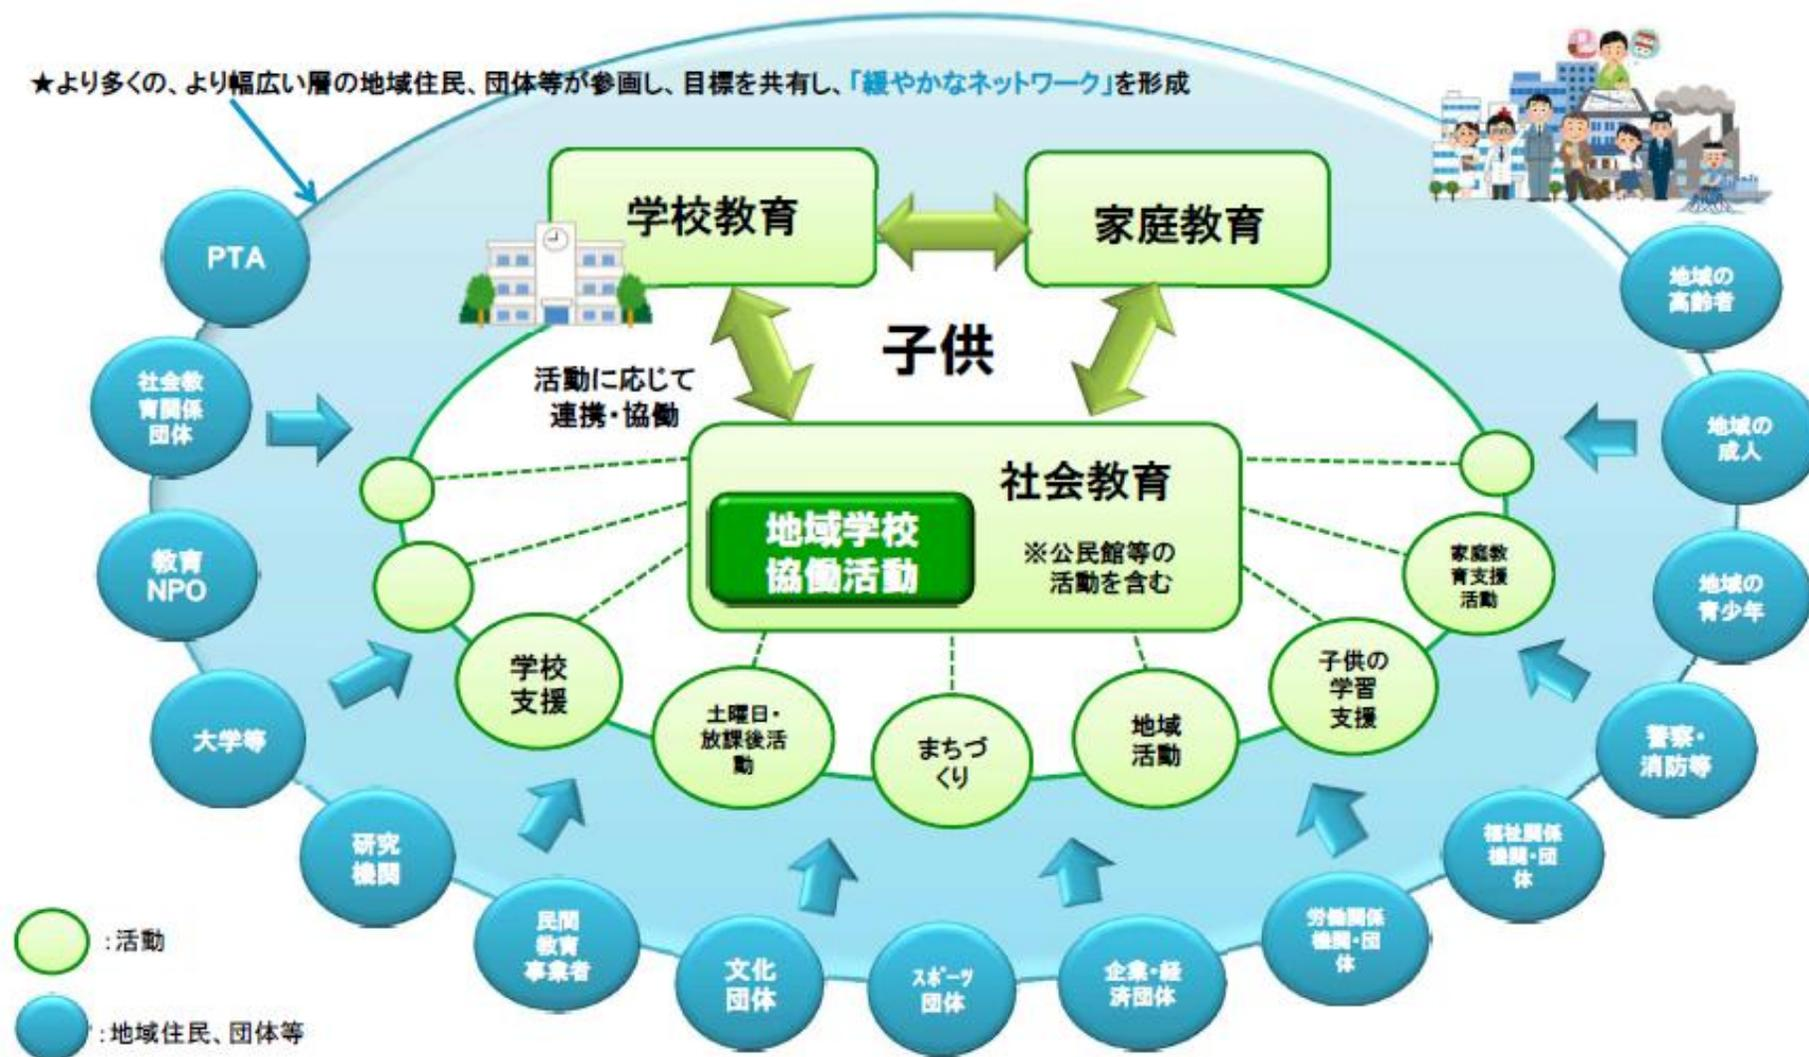 ★より多くの、より幅広い層の地域住民、団体等が参画し、目標を共有し、「緩やかなネットワーク」を形成
学校教育
家庭教育
子供
活動に応じて
連携・協働
社会教育
地域学校
協働活動
※公民館等の
活動を含む
学校
支援
土曜日・
放課後活
動
まちづ
くり
地域
活動
子供の
学習
支援
家庭教
育支援
活動
PTA
社会教
育関係
団体
教育
NPO
大学等
研究
機関
民間
教育
事業者
文化
団体
スポーツ
団体
企業・経
済団体
労働関係
機関・団
体
福祉関係
機関・団
体
警察・
消防等
地域の
青少年
地域の
成人
地域の
高齢者
:活動
:地域住民、団体等